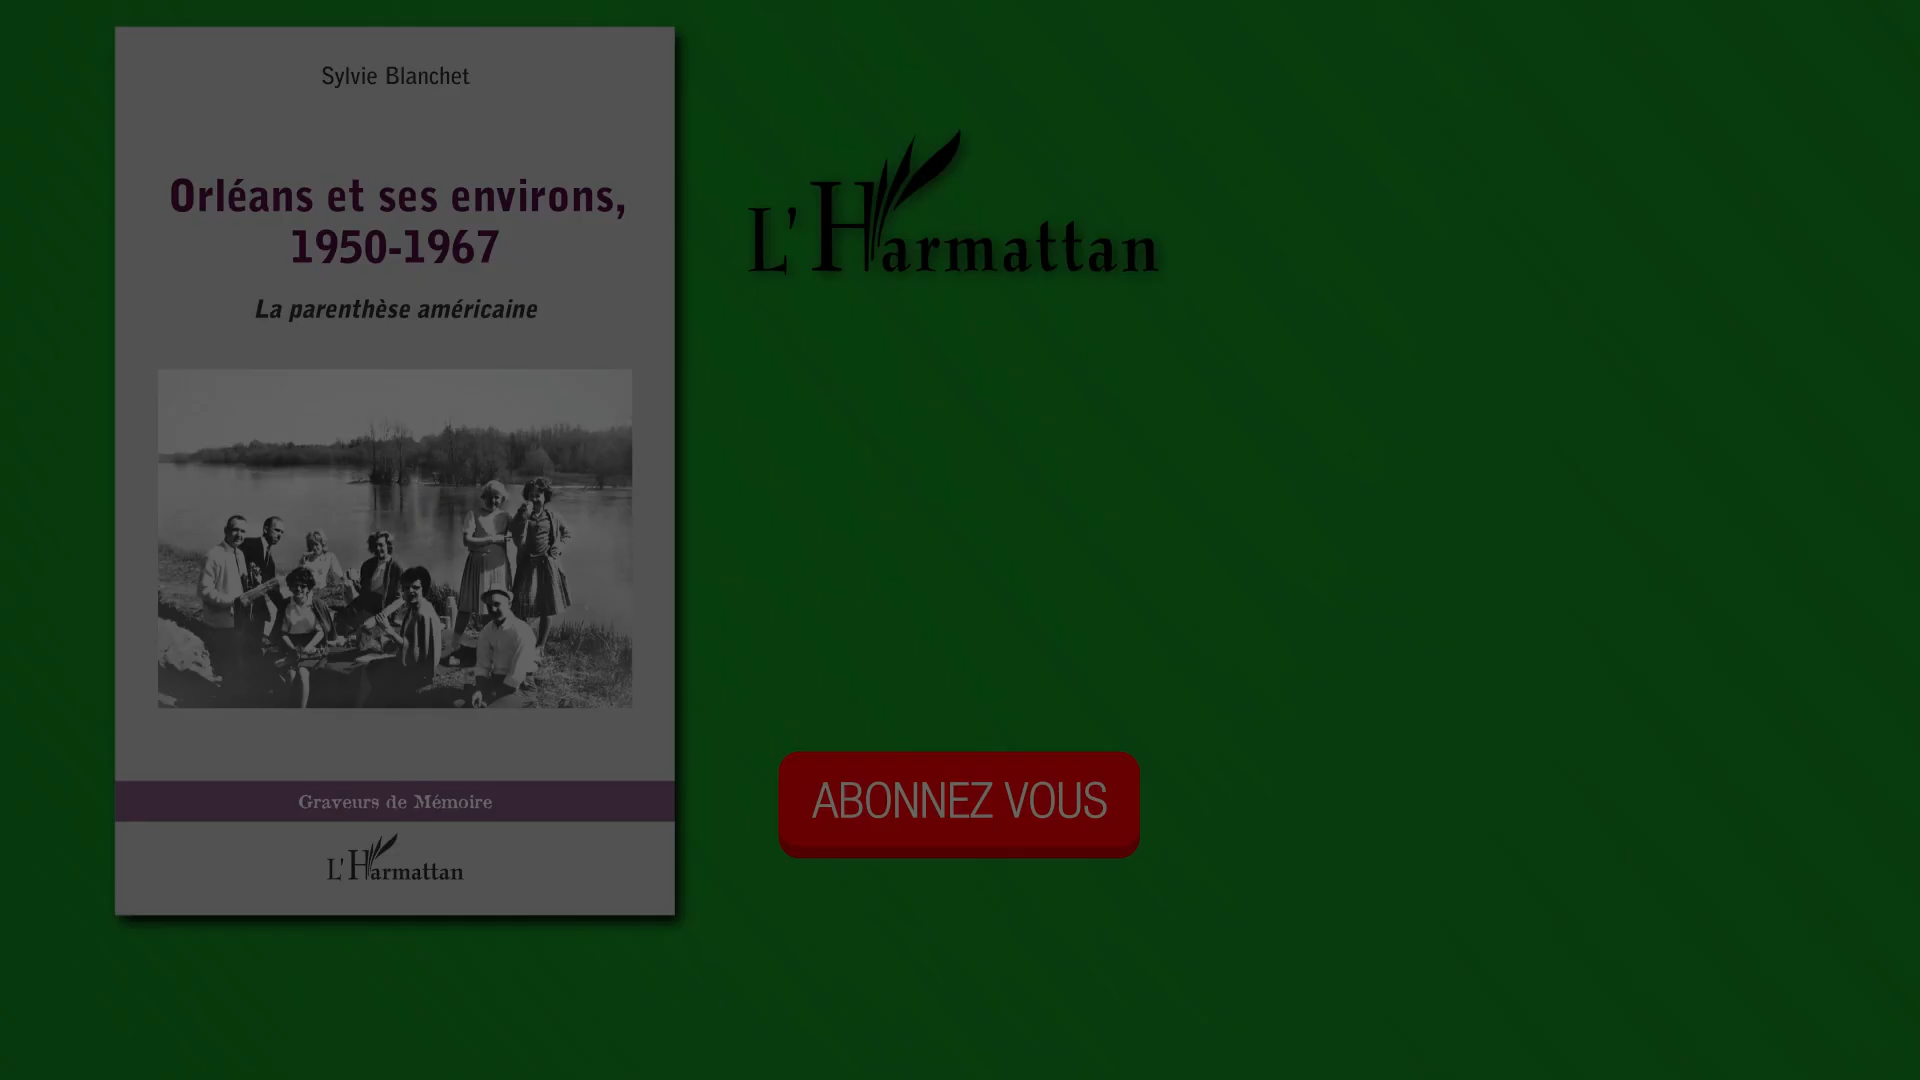 Sylvie Blanchet
Orléans et ses environs,
1950-1967
La parenthèse américaine
Graveurs de Mémoire
L'Harmattan
L'Harmattan
ABONNEZ VOUS